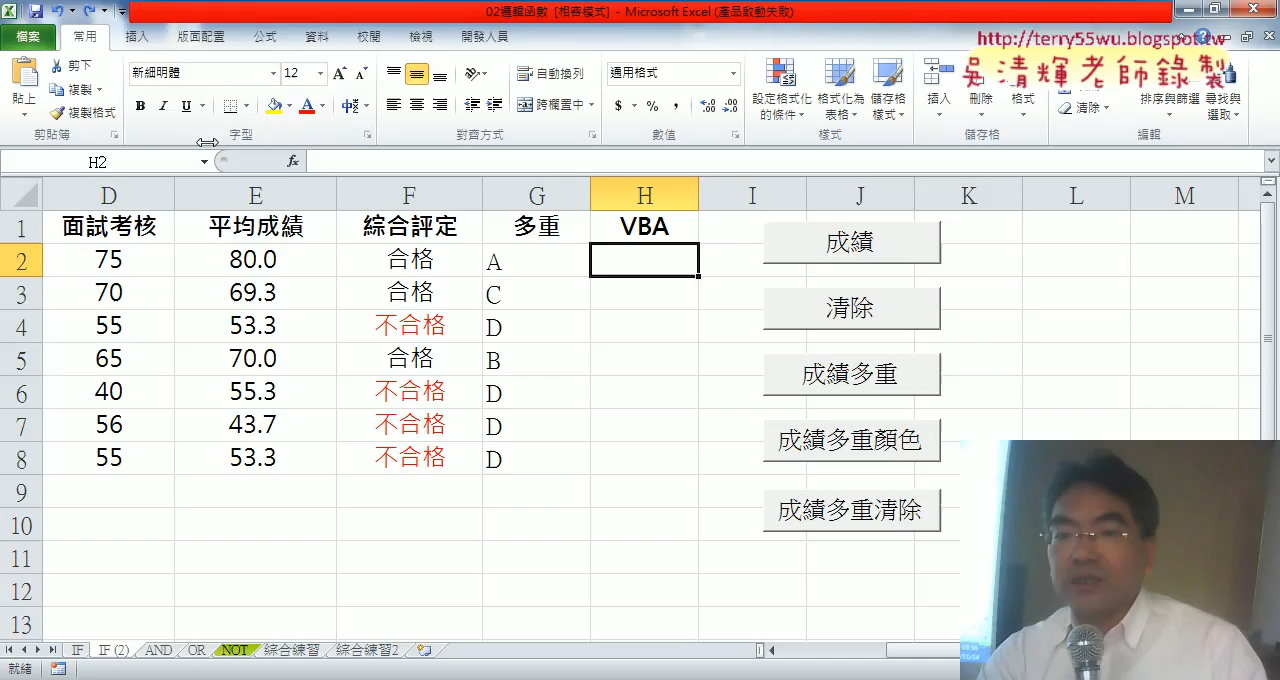 02邏輯函數 [相容模式] - Microsoft Excel (產品啟動失敗)
檔案 常用 插入 版面配置 公式 資料 校閱 檢視 開發人員
http://terry55wu.blogspot.tw
吳清輝老師錄製
貼上 剪下 複製 複製格式 剪貼簿
新細明體 12 B I U A 字型
自動換列 跨欄置中 對齊方式
通用格式 $ % , .00 .00 數值
設定格式化的條件 格式化為表格 儲存格樣式 樣式
插入 刪除 格式 儲存格
清除 排序與篩選 尋找與選取 編輯
H2 fx
D E F G H I J K L M
1 面試考核 平均成績 綜合評定 多重 VBA
2 75 80.0 合格 A
3 70 69.3 合格 C
4 55 53.3 不合格 D
5 65 70.0 合格 B
6 40 55.3 不合格 D
7 56 43.7 不合格 D
8 55 53.3 不合格 D
9
10
11
12
13
成績
清除
成績多重
成績多重顏色
成績多重清除
IF IF (2) AND OR NOT 綜合練習 綜合練習2
就緒